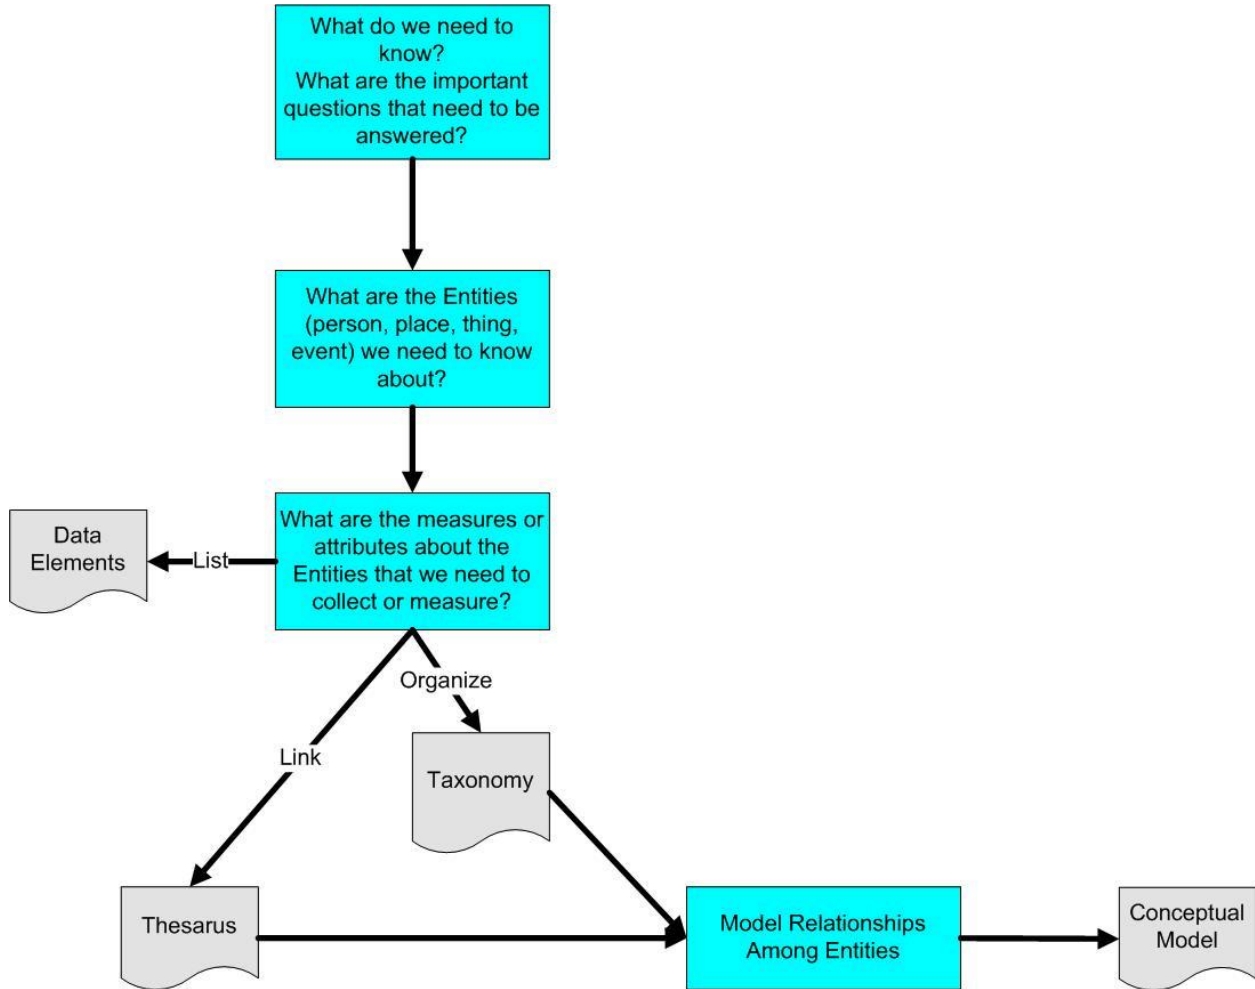 What do we need to
know?
What are the important
questions that need to be
answered?
What are the Entities
(person, place, thing,
event) we need to know
about?
What are the measures or
attributes about the
Entities that we need to
collect or measure?
List
Data
Elements
Organize
Link
Taxonomy
Thesarus
Model Relationships
Among Entities
Conceptual
Model